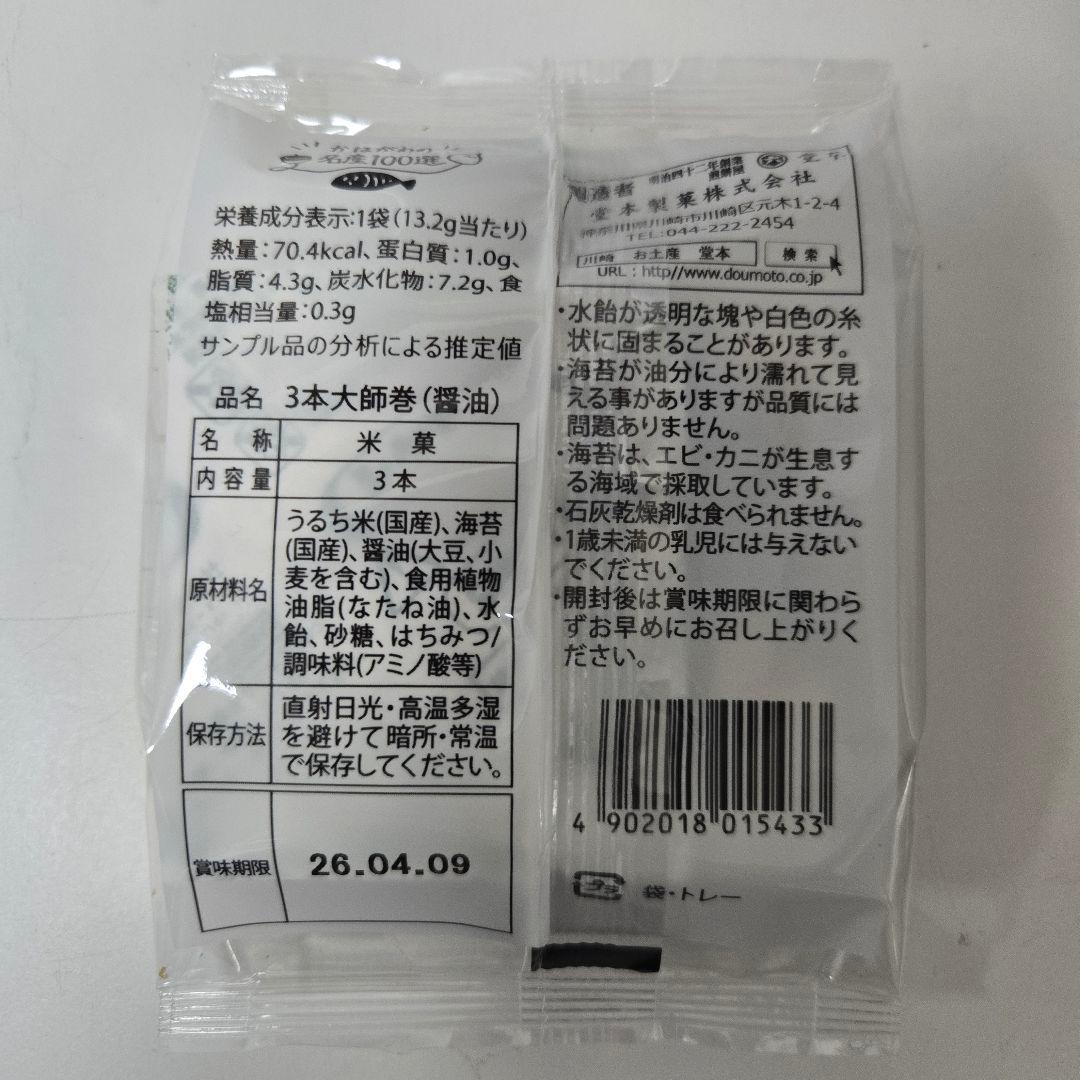 かながわの
名産100選
栄養成分表示:1袋(13.2g当たり)
熱量:70.4kcal、蛋白質:1.0g、
脂質:4.3g、炭水化物:7.2g、食
塩相当量:0.3g
サンプル品の分析による推定値
品名 3本大師巻(醤油)
名 称 米 菓
内容量 3本
原材料名
うるち米(国産)、海苔
(国産)、醤油(大豆、小
麦を含む)、食用植物
油脂(なたね油)、水
飴、砂糖、はちみつ/
調味料(アミノ酸等)
保存方法
直射日光・高温多湿
を避けて暗所・常温
で保存してください。
賞味期限 26.04.09
製造者 明治四十二年創業 煎餅屋 堂本
堂本製菓株式会社
神奈川県川崎市川崎区元木1-2-4
TEL:044-222-2454
川崎 お土産 堂本 検索
URL:http//www.doumoto.co.jp
・水飴が透明な塊や白色の糸
状に固まることがあります。
・海苔が油分により濡れて見
える事がありますが品質には
問題ありません。
・海苔は、エビ・カニが生息す
る海域で採取しています。
・石灰乾燥剤は食べられません。
・1歳未満の乳児には与えない
でください。
・開封後は賞味期限に関わら
ずお早めにお召し上がりく
ださい。
4 902018 015433
プラ 袋・トレー